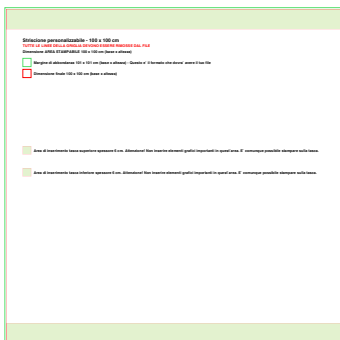 Striscione personalizzabile - 100 x 100 cm
TUTTE LE LINEE DELLA GRIGLIA DEVONO ESSERE RIMOSSE DAL FILE
Dimensione AREA STAMPABILE 100 x 100 cm (base x altezza)
Margine di abbondanza 101 x 101 cm (base x altezza) - Questo e' il formato che dovra' avere il tuo file
Dimensione finale 100 x 100 cm (base x altezza)
Area di inserimento tasca superiore spessore 5 cm. Attenzione! Non inserire elementi grafici importanti in quest area. E' comunque possibile stampare sulla tasca.
Area di inserimento tasca inferiore spessore 5 cm. Attenzione! Non inserire elementi grafici importanti in quest area. E' comunque possibile stampare sulla tasca.